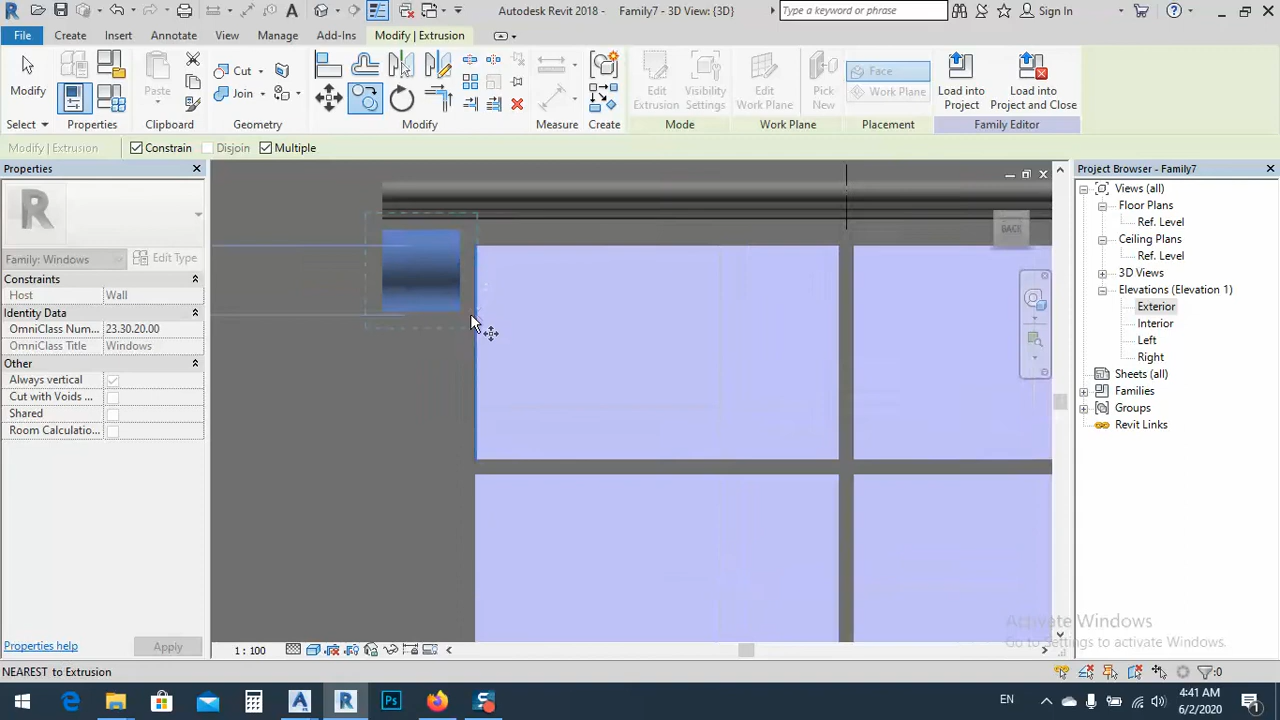 Autodesk Revit 2018 - Family7 - 3D View: {3D}
Type a keyword or phrase
Sign In
File
Create
Insert
Annotate
View
Manage
Add-Ins
Modify | Extrusion
Modify
Paste
Cut
Join
Edit Extrusion
Visibility Settings
Edit Work Plane
Pick New
Face
Work Plane
Load into Project
Load into Project and Close
Select
Properties
Clipboard
Geometry
Modify
Measure
Create
Mode
Work Plane
Placement
Family Editor
Modify | Extrusion
Constrain
Disjoin
Multiple
Properties
Family: Windows
Edit Type
Constraints
Host Wall
Identity Data
OmniClass Num... 23.30.20.00
OmniClass Title Windows
Other
Always vertical
Cut with Voids ...
Shared
Room Calculatio...
Properties help
Apply
BACK
Project Browser - Family7
Views (all)
Floor Plans
Ref. Level
Ceiling Plans
Ref. Level
3D Views
Elevations (Elevation 1)
Exterior
Interior
Left
Right
Sheets (all)
Families
Groups
Revit Links
Activate Windows
Go to Settings to activate Windows.
1 : 100
NEAREST to Extrusion
:0
EN
4:41 AM
6/2/2020